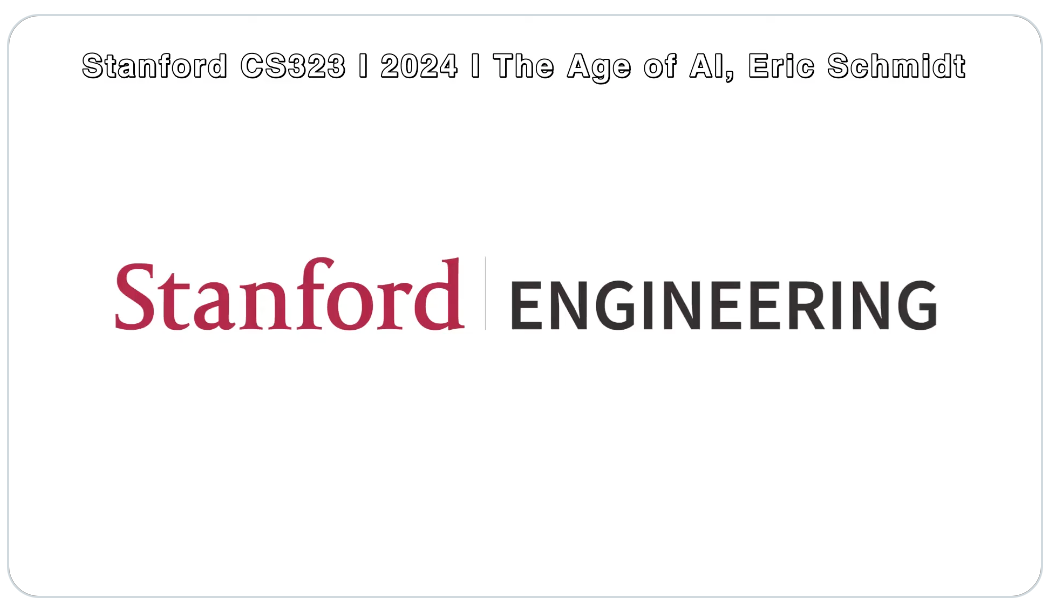 Stanford CS323 I 2024 I The Age of AI, Eric Schmidt
Stanford ENGINEERING